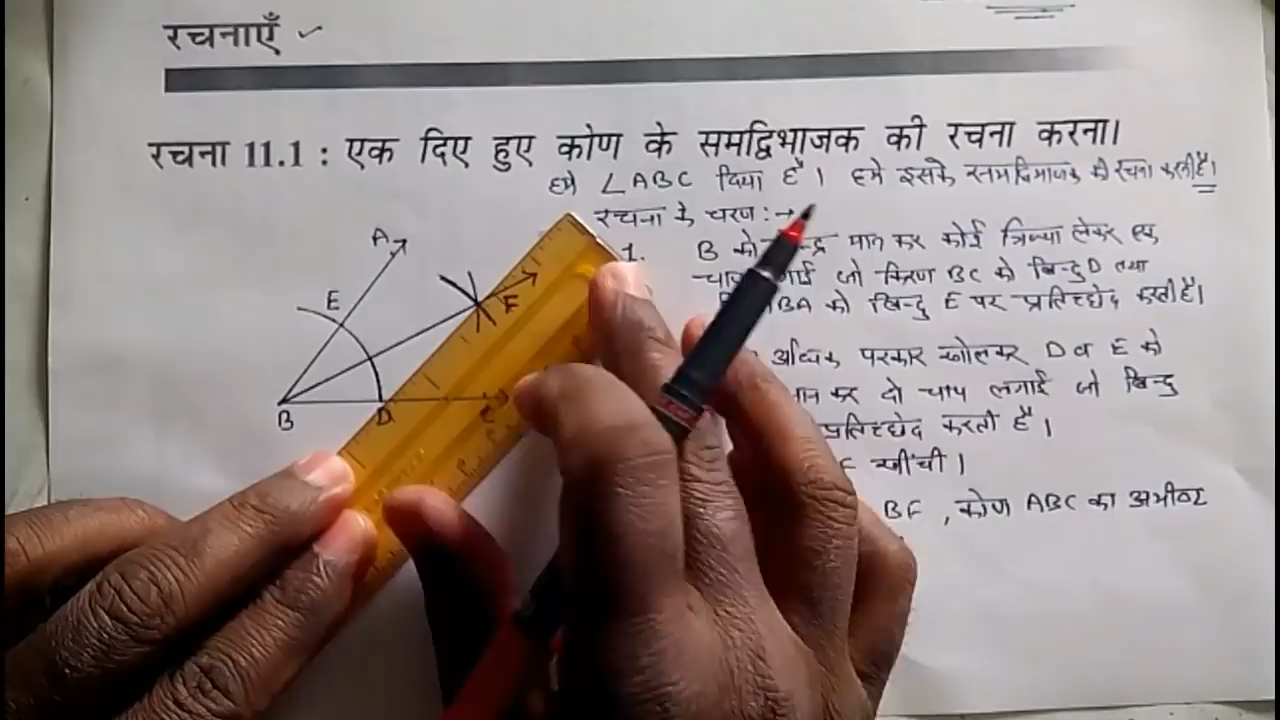 रचनाएँ
रचना 11.1 : एक दिए हुए कोण के समद्विभाजक की रचना करना।
हमे ∠ABC दिया है। हमे इसके समद्विभाजक की रचना करनी है।
रचना के चरण :→
1. B को मान कर कोई त्रिज्या लेकर एक
चाप लगाई जो किरण BC को बिन्दु D तथा
BA को बिन्दु E पर प्रतिच्छेद करती है।
अधिक परकार खोलकर D व E को
मान कर दो चाप लगाई जो बिन्दु
प्रतिच्छेद करती है।
खींची।
BF, कोण ABC का अभीष्ट
A
E
F
B
D
C